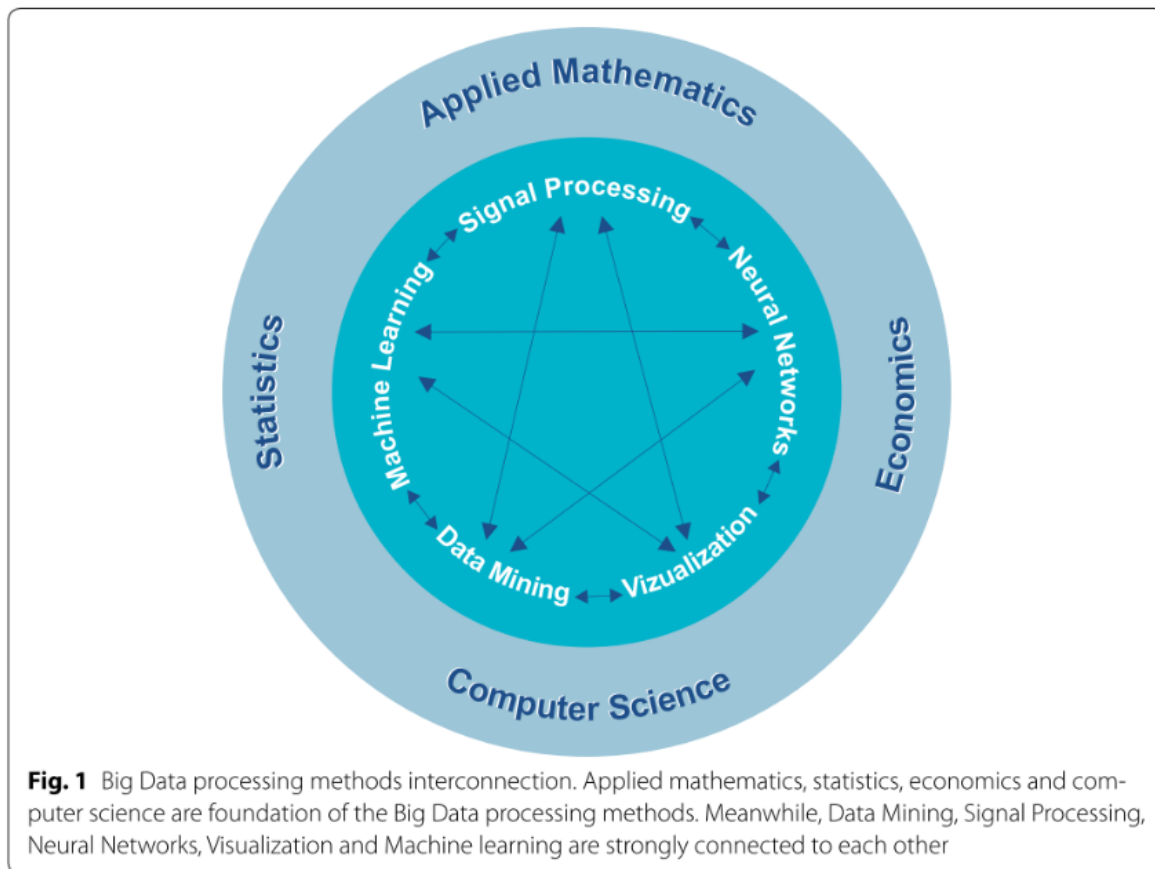 Applied Mathematics
Signal Processing
Neural Networks
Machine Learning
Statistics
Economics
Data Mining
Vizualization
Computer Science
Fig. 1 Big Data processing methods interconnection. Applied mathematics, statistics, economics and com-
puter science are foundation of the Big Data processing methods. Meanwhile, Data Mining, Signal Processing,
Neural Networks, Visualization and Machine learning are strongly connected to each other